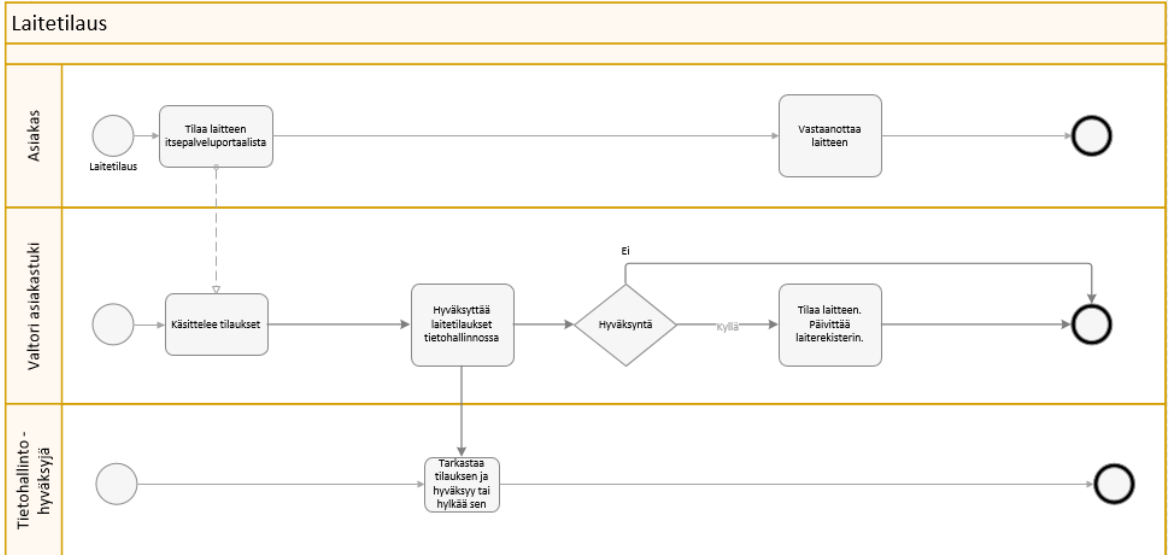 Laitetilaus
Asiakas
Laitetilaus
Tilaa laitteen
itsepalveluportaalista
Vastaanottaa
laitteen
Valtori asiakastuki
Käsittelee tilaukset
Hyväksyttää
laitetilaukset
tietohallinnossa
Hyväksyntä
Ei
Kyllä
Tilaa laitteen.
Päivittää
laiterekisterin.
Tietohallinto -
hyväksyjä
Tarkastaa
tilauksen ja
hyväksyy tai
hylkää sen